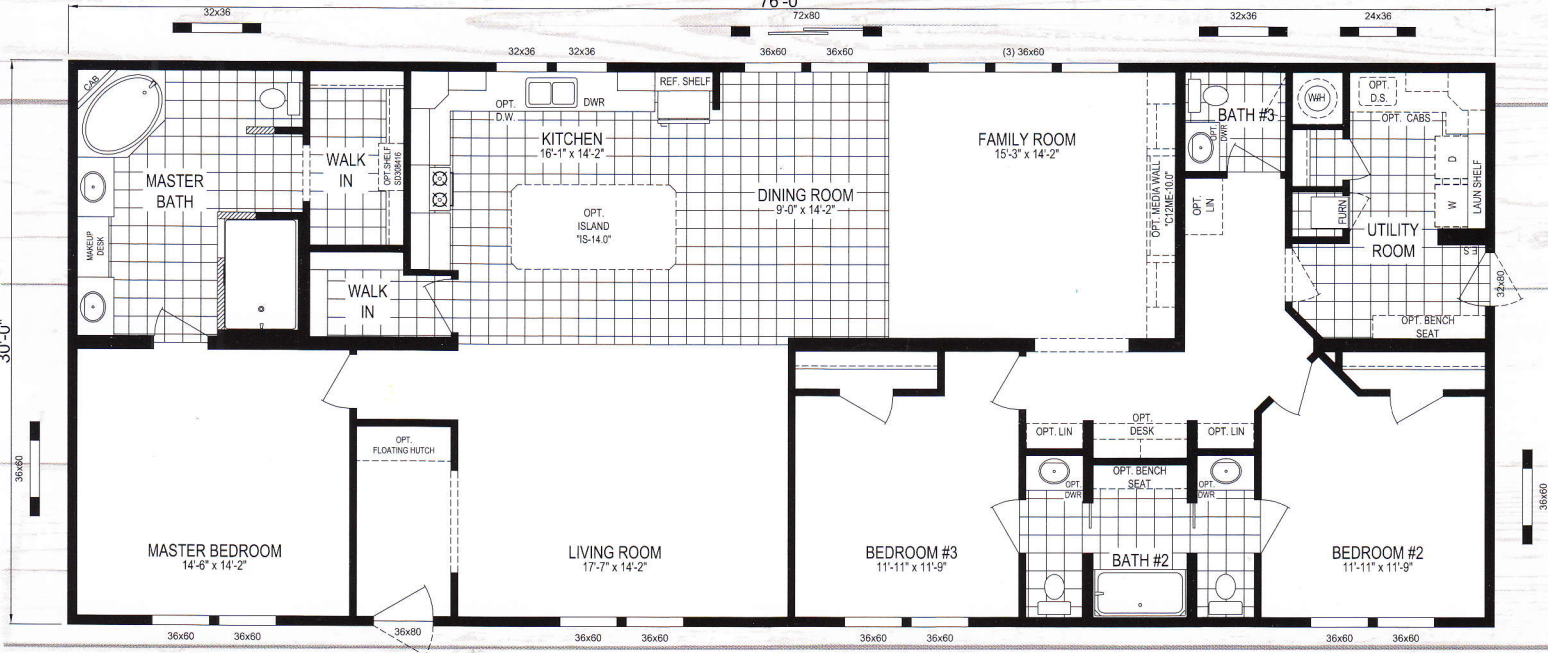 76'-0"
32x36
72x80
32x36
24x36
32x36
32x36
36x60
36x60
(3) 36x60
CAB
REF. SHELF
OPT.
D.W.
DWR
KITCHEN
16'-1" x 14'-2"
WALK
IN
OPT.SHELF
SD308416
MASTER
BATH
MAKEUP
DESK
OPT.
ISLAND
"IS-14.0"
DINING ROOM
9'-0" x 14'-2"
FAMILY ROOM
15'-3" x 14'-2"
OPT. MEDIA WALL
"C12ME-10.0"
BATH #3
OPT.
DWR
OPT.
LIN
W/H
OPT.
D.S.
OPT. CABS
D
W
LAUN SHELF
FURN
UTILITY
ROOM
32x80
OPT. BENCH
SEAT
WALK
IN
30'-0"
36x60
OPT.
FLOATING HUTCH
MASTER BEDROOM
14'-6" x 14'-2"
LIVING ROOM
17'-7" x 14'-2"
BEDROOM #3
11'-11" x 11'-9"
OPT. LIN
OPT.
DESK
OPT. LIN
OPT. BENCH
SEAT
OPT.
DWR
OPT.
DWR
BATH #2
BEDROOM #2
11'-11" x 11'-9"
36x60
36x60
36x60
36x80
36x60
36x60
36x60
36x60
36x60
36x60